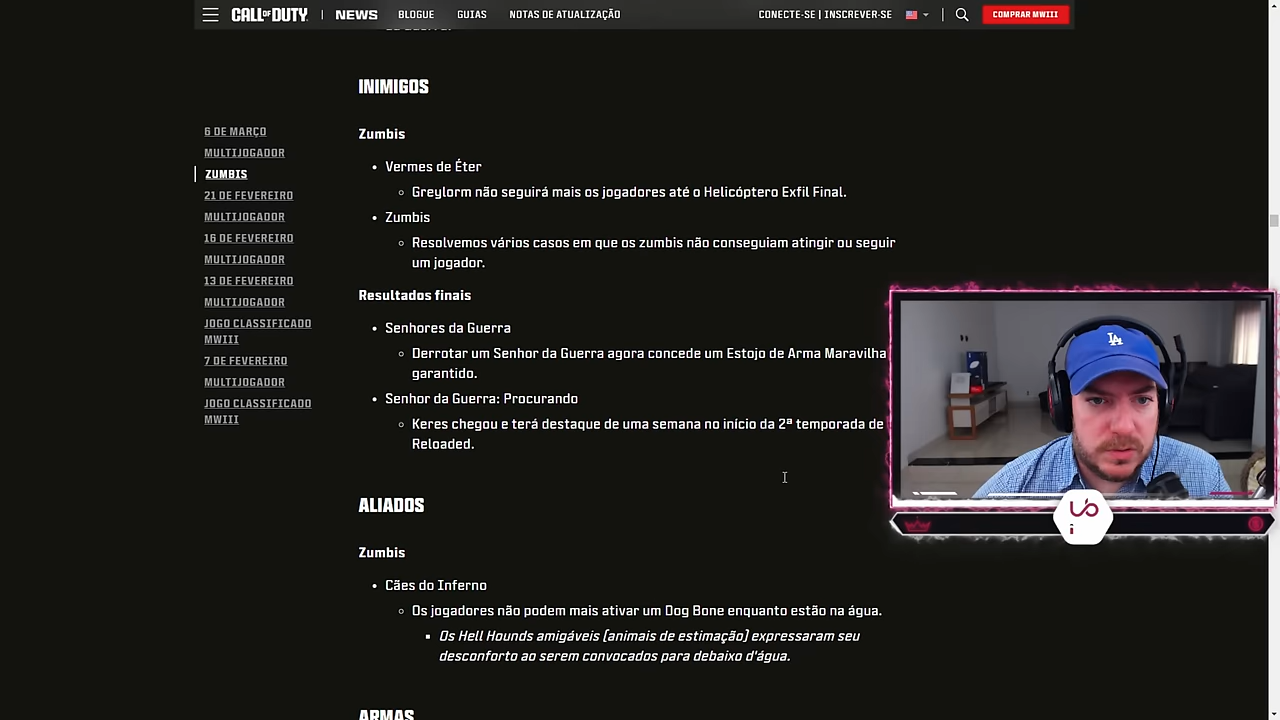 CALL OF DUTY | NEWS BLOGUE GUIAS NOTAS DE ATUALIZAÇÃO CONECTE-SE | INSCREVER-SE COMPRAR MWIII
INIMIGOS
6 DE MARÇO
MULTIJOGADOR
ZUMBIS
21 DE FEVEREIRO
MULTIJOGADOR
16 DE FEVEREIRO
MULTIJOGADOR
13 DE FEVEREIRO
MULTIJOGADOR
JOGO CLASSIFICADO
MWIII
7 DE FEVEREIRO
MULTIJOGADOR
JOGO CLASSIFICADO
MWIII
Zumbis
• Vermes de Éter
Greylorm não seguirá mais os jogadores até o Helicóptero Exfil Final.
• Zumbis
Resolvemos vários casos em que os zumbis não conseguiam atingir ou seguir
um jogador.
Resultados finais
• Senhores da Guerra
Derrotar um Senhor da Guerra agora concede um Estojo de Arma Maravilha
garantido.
• Senhor da Guerra: Procurando
Keres chegou e terá destaque de uma semana no início da 2ª temporada de
Reloaded.
ALIADOS
Zumbis
• Cães do Inferno
Os jogadores não podem mais ativar um Dog Bone enquanto estão na água.
Os Hell Hounds amigáveis (animais de estimação) expressaram seu
desconforto ao serem convocados para debaixo d'água.
ARMAS
LA